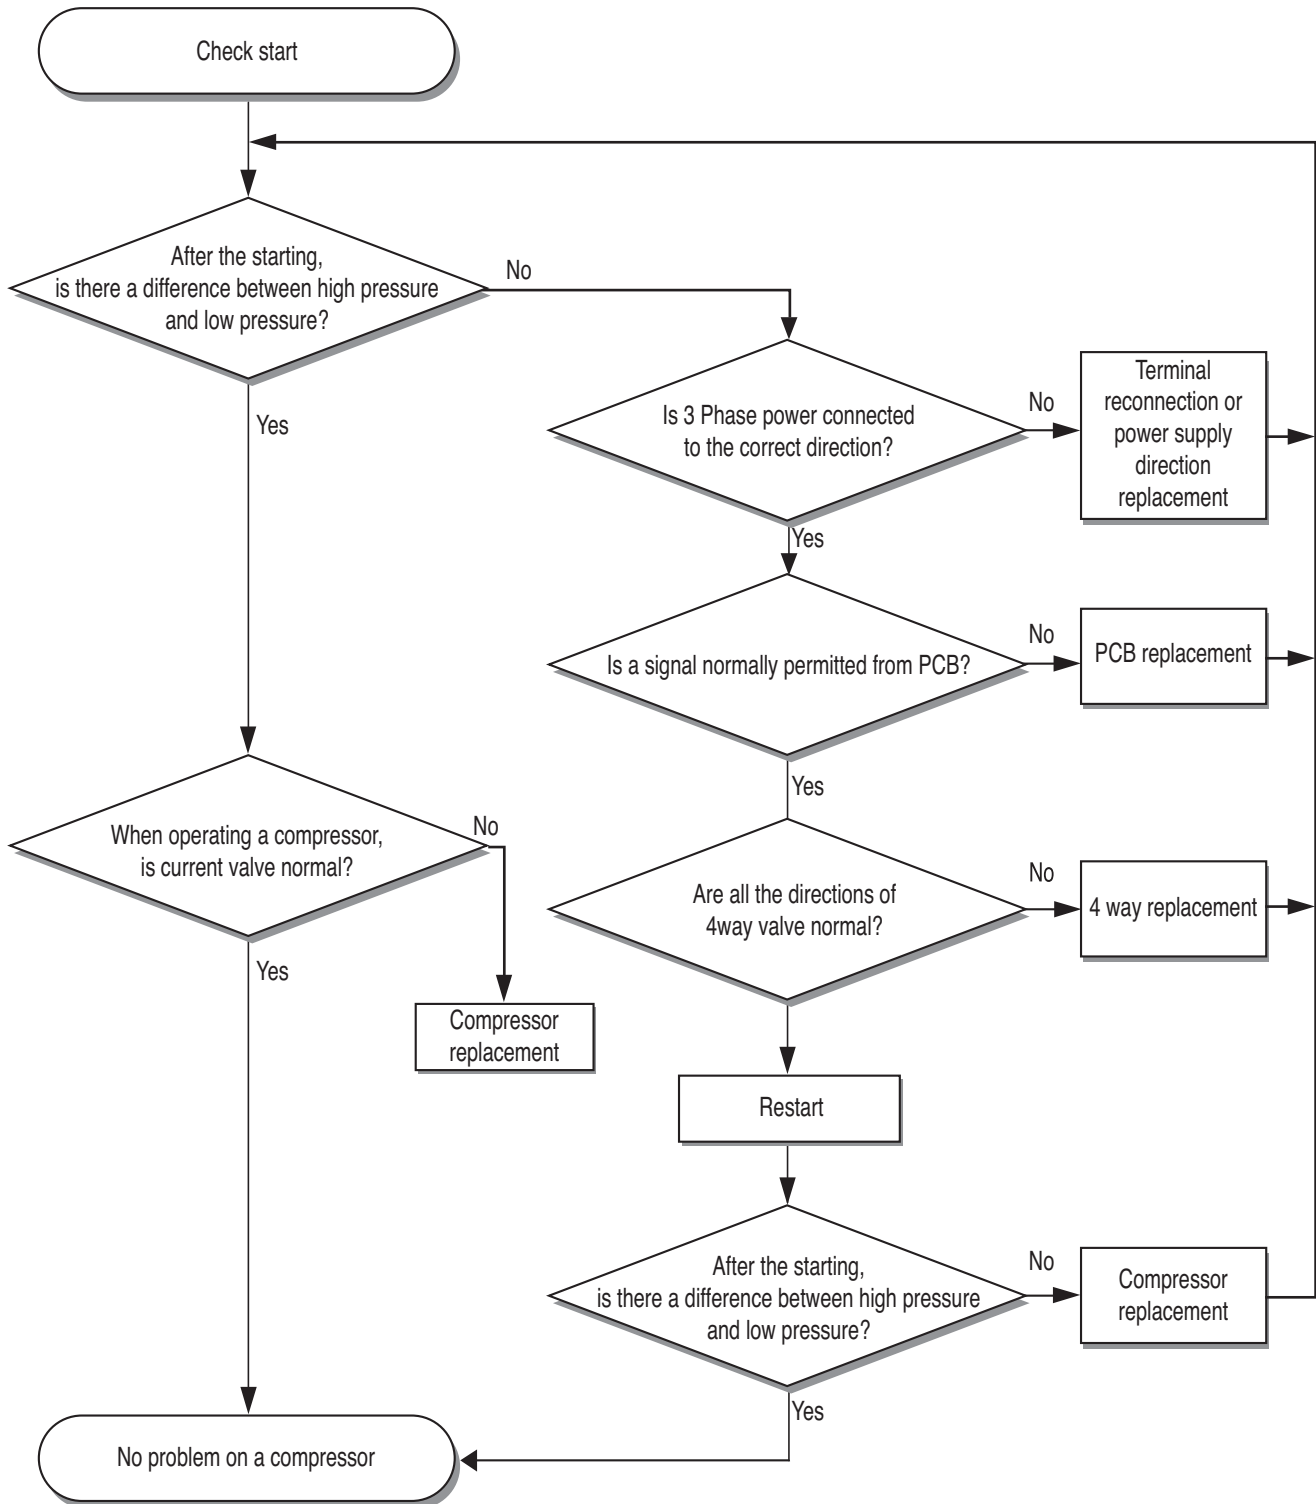 Check start
After the starting,
is there a difference between high pressure
and low pressure?
No
Yes
Is 3 Phase power connected
to the correct direction?
No
Terminal
reconnection or
power supply
direction
replacement
Yes
Is a signal normally permitted from PCB?
No
PCB replacement
Yes
When operating a compressor,
is current valve normal?
No
Compressor
replacement
Yes
Are all the directions of
4way valve normal?
No
4 way replacement
Restart
After the starting,
is there a difference between high pressure
and low pressure?
No
Compressor
replacement
Yes
No problem on a compressor